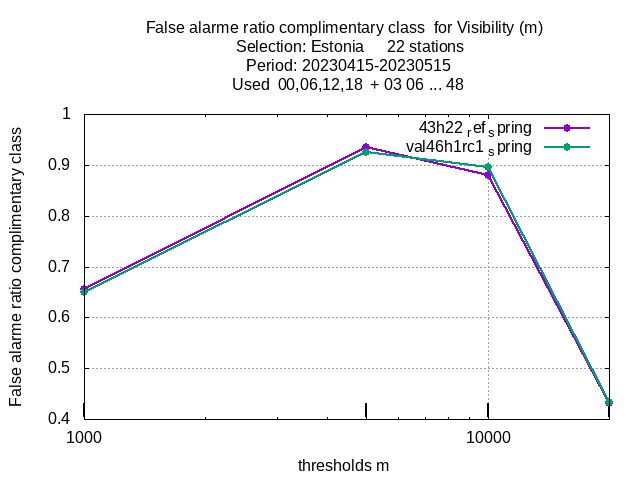 False alarme ratio complimentary class  for Visibility (m)
Selection: Estonia     22 stations
Period: 20230415-20230515
Used  00,06,12,18  + 03 06 ... 48
43h22 ref spring
val46h1rc1 spring
False alarme ratio complimentary class
1
0.9
0.8
0.7
0.6
0.5
0.4
1000 10000
thresholds m